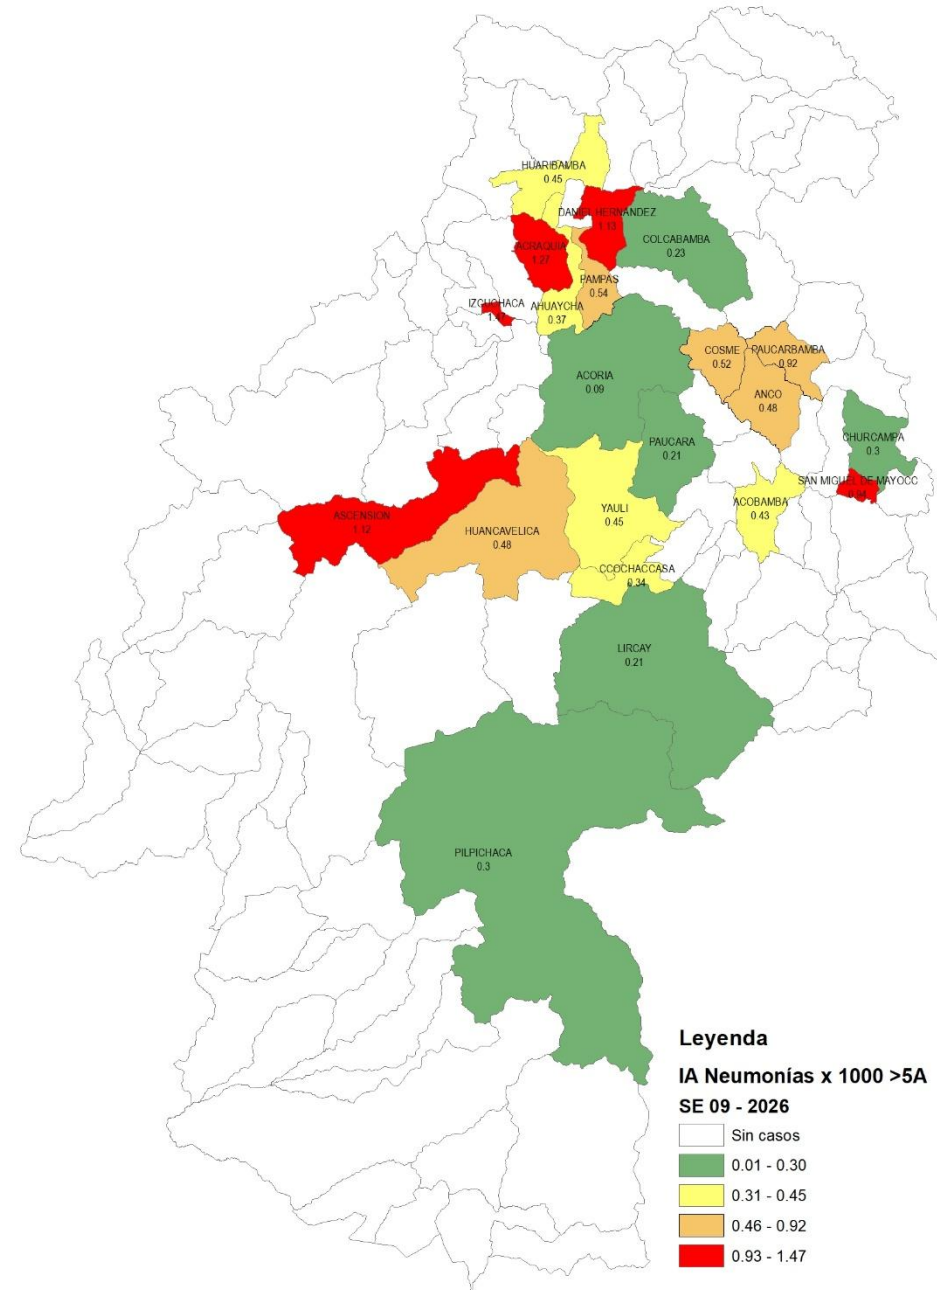 HUARIBAMBA
0.45
DANIEL HERNANDEZ
1.13
COLCABAMBA
0.23
ACRAQUIA
1.27
PAMPAS
0.54
IZCUCHACA
1.47
AHUAYCHA
0.37
COSME
0.52
PAUCARBAMBA
0.92
ACORIA
0.09
ANCO
0.48
PAUCARA
0.21
CHURCAMPA
0.3
SAN MIGUEL DE MAYOCC
0.94
ACOBAMBA
0.43
ASCENSION
1.12
YAULI
0.45
HUANCAVELICA
0.48
CCOCHACCASA
0.34
LIRCAY
0.21
PILPICHACA
0.3
Leyenda
IA Neumonías x 1000 >5A
SE 09 - 2026
Sin casos
0.01 - 0.30
0.31 - 0.45
0.46 - 0.92
0.93 - 1.47